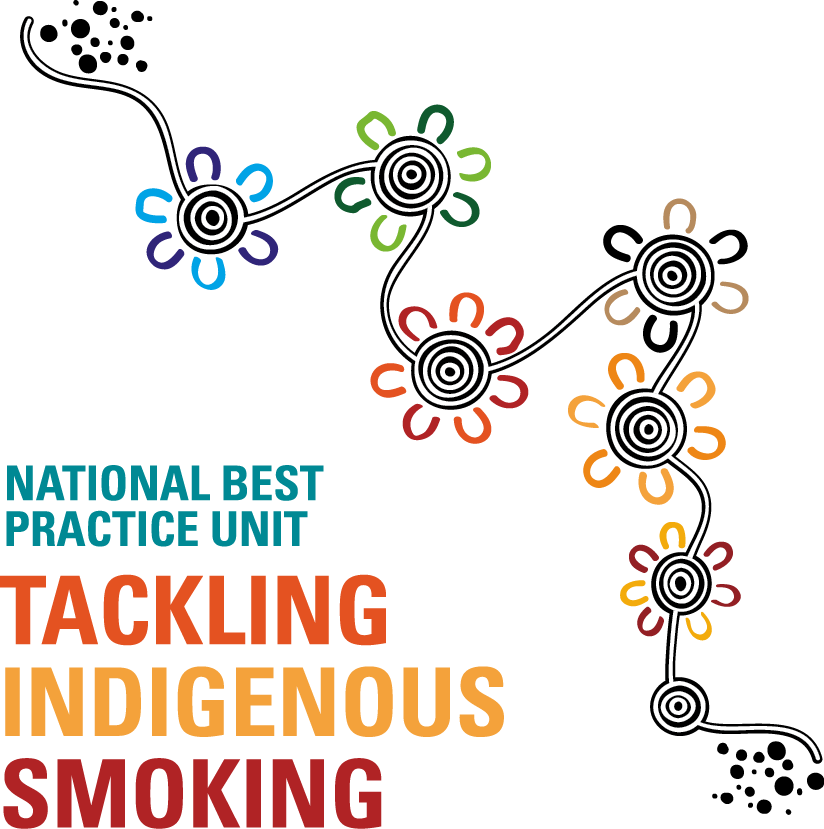 NATIONAL BEST
PRACTICE UNIT
TACKLING
INDIGENOUS
SMOKING